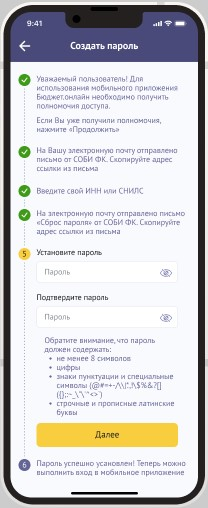 9:41
Создать пароль
Уважаемый пользователь! Для
использования мобильного приложения
Бюджет.онлайн необходимо получить
полномочия доступа.
Если Вы уже получили полномочия,
нажмите «Продолжить»
На Вашу электронную почту отправлено
письмо от СОБИ ФК. Скопируйте адрес
ссылки из письма
Введите свой ИНН или СНИЛС
На электронную почту отправлено письмо
«Сброс пароля» от СОБИ ФК. Скопируйте
адрес ссылки из письма
5 Установите пароль
Пароль
Подтвердите пароль
Пароль
Обратите внимание, что пароль
должен содержать:
• не менее 8 символов
• цифры
• знаки пунктуации и специальные
• строчные и прописные латинские
буквы
Далее
6 Пароль успешно установлен! Теперь можно
выполнить вход в мобильное приложение